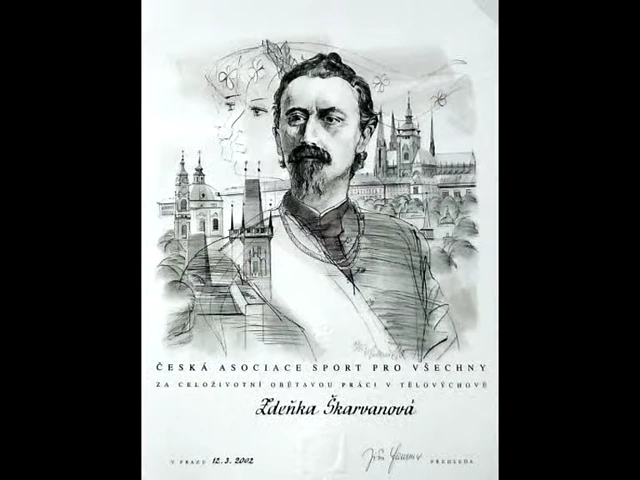 ČESKÁ ASOCIACE SPORT PRO VŠECHNY
ZA CELOŽIVOTNÍ OBĚTAVOU PRÁCI V TĚLOVÝCHOVĚ
Zdeňka Škarvanová
V PRAZE 12.3.2002 PŘEDSEDA